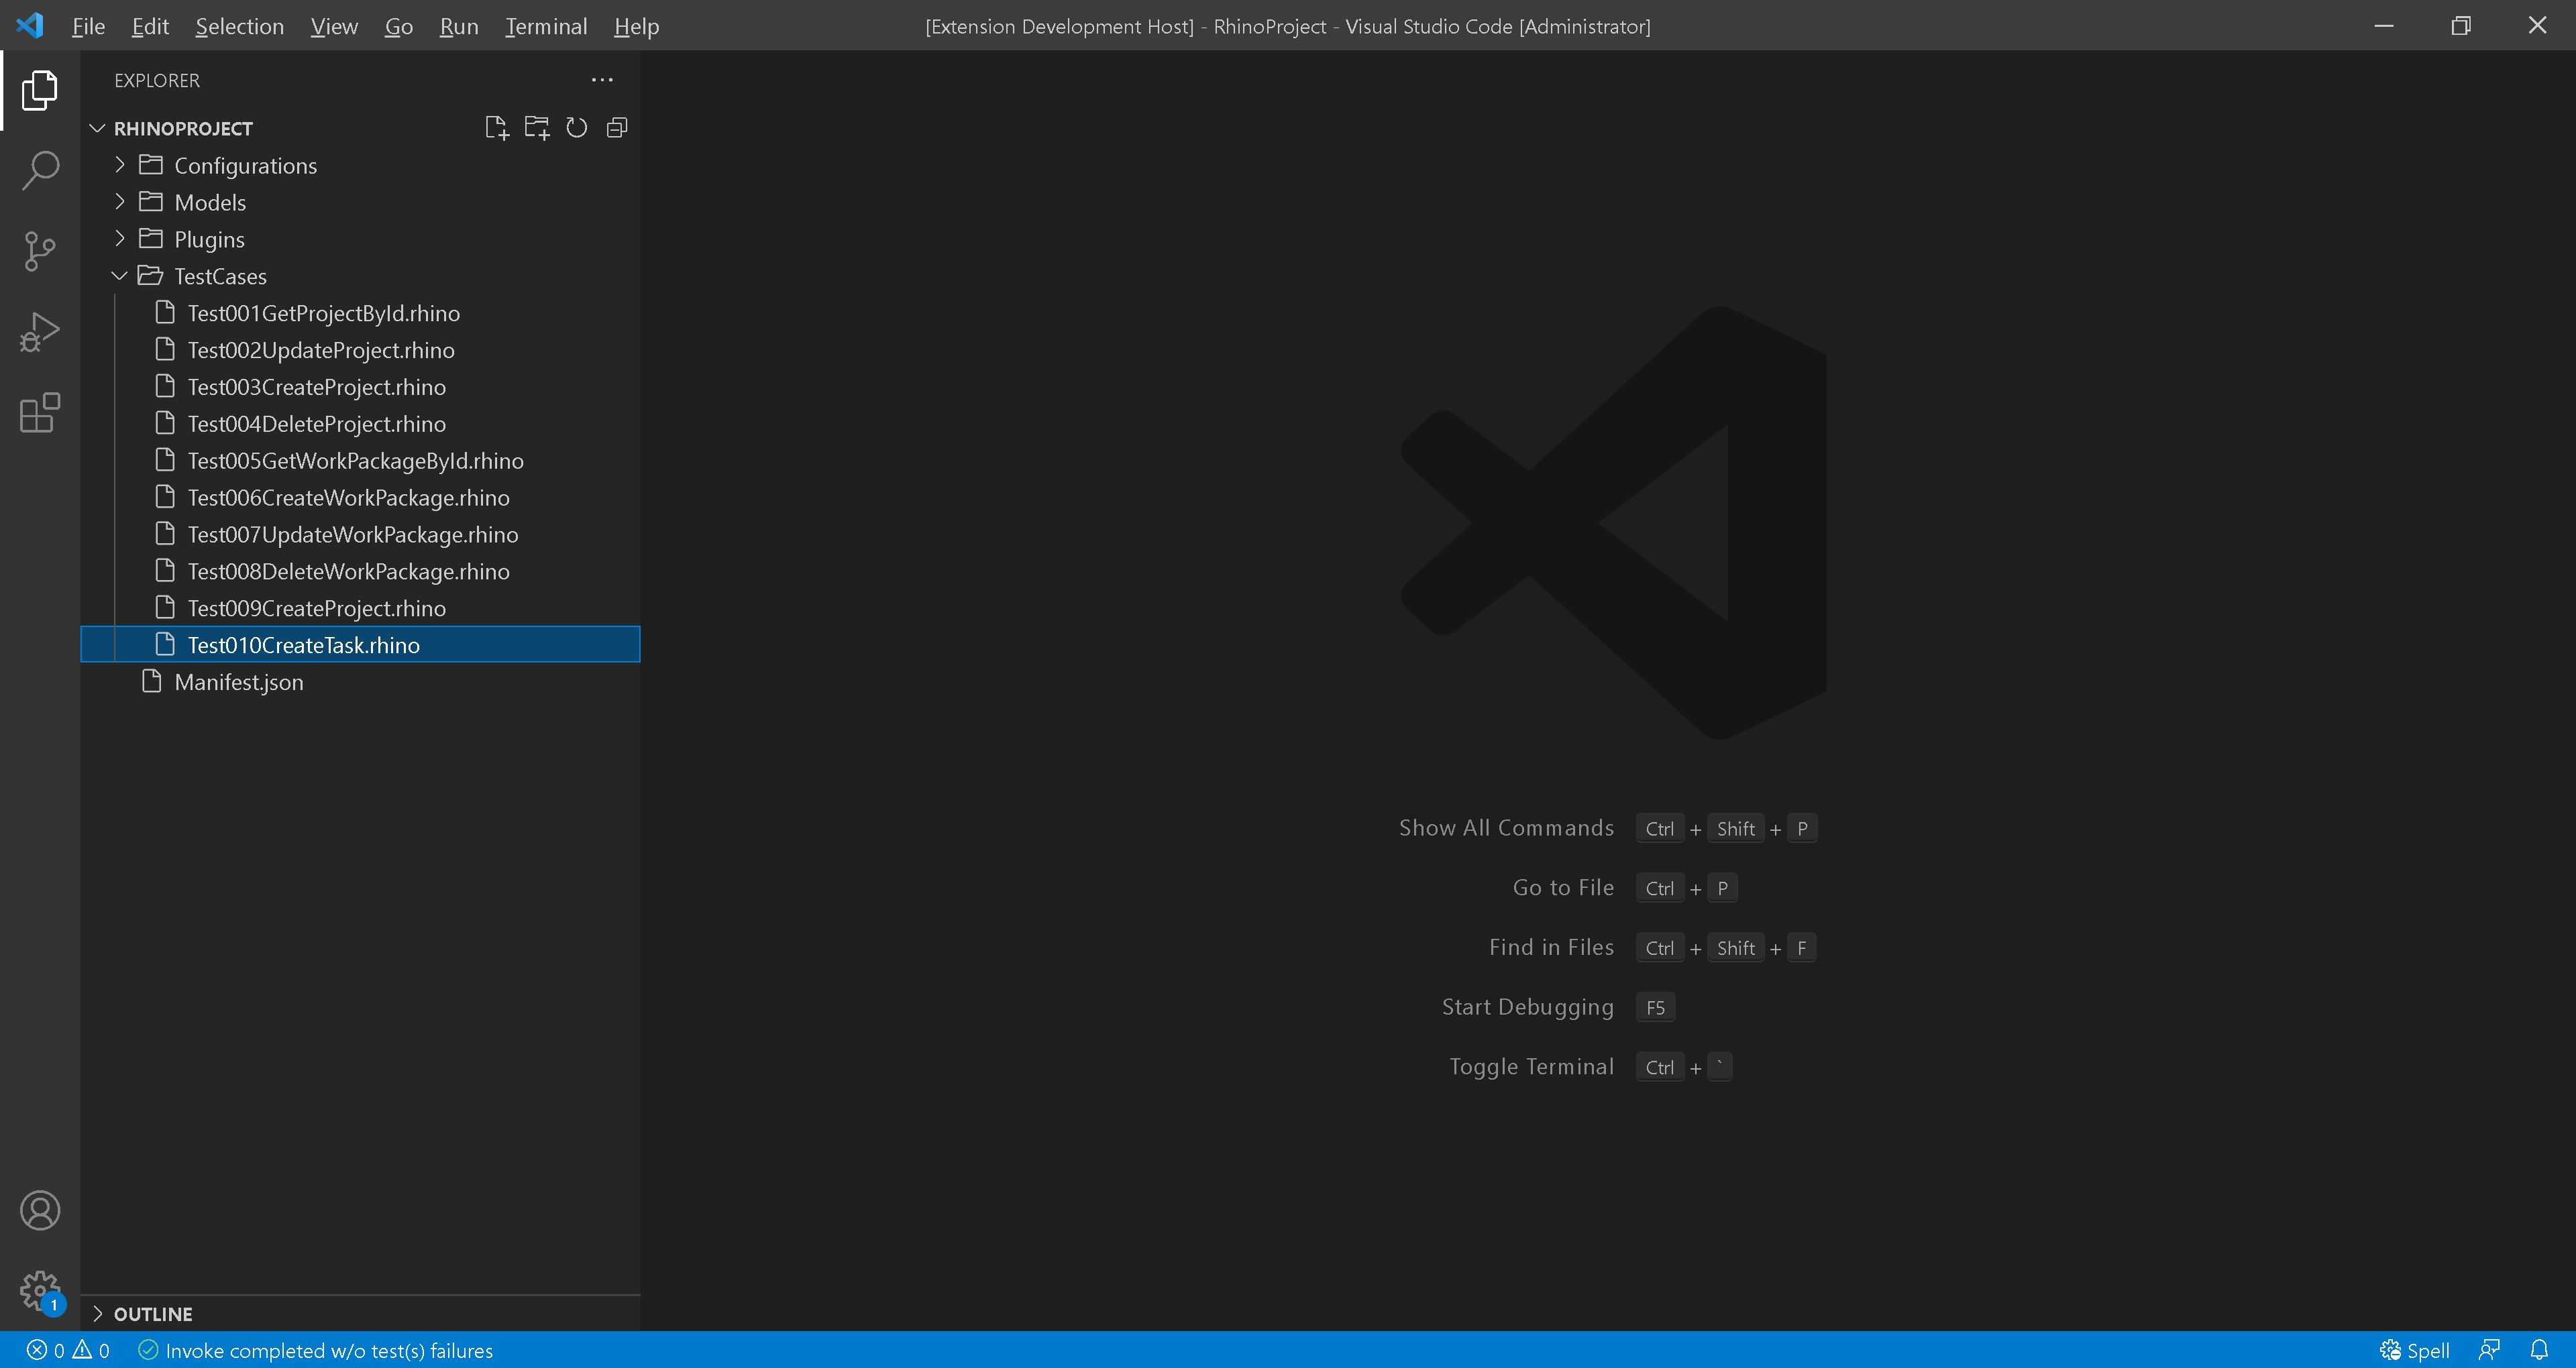 File Edit Selection View Go Run Terminal Help [Extension Development Host] - RhinoProject - Visual Studio Code [Administrator]
EXPLORER ...
RHINOPROJECT
Configurations
Models
Plugins
TestCases
Test001GetProjectById.rhino
Test002UpdateProject.rhino
Test003CreateProject.rhino
Test004DeleteProject.rhino
Test005GetWorkPackageById.rhino
Test006CreateWorkPackage.rhino
Test007UpdateWorkPackage.rhino
Test008DeleteWorkPackage.rhino
Test009CreateProject.rhino
Test010CreateTask.rhino
Manifest.json
Show All Commands Ctrl + Shift + P
Go to File Ctrl + P
Find in Files Ctrl + Shift + F
Start Debugging F5
Toggle Terminal Ctrl + `
1
OUTLINE
0 0 Invoke completed w/o test(s) failures Spell